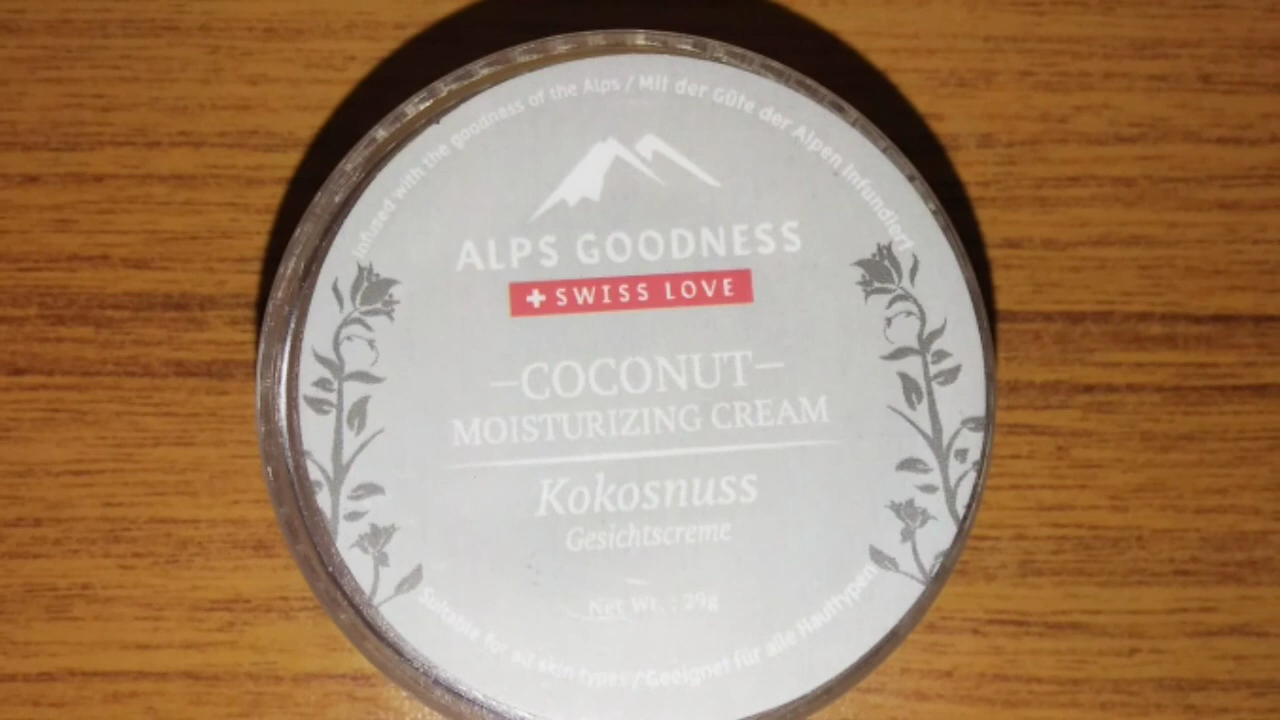 Infused with the goodness of the Alps / Mit der Güte der Alpen Infundiert
ALPS GOODNESS
+SWISS LOVE
–COCONUT–
MOISTURIZING CREAM
Kokosnuss
Gesichtscreme
Net Wt. : 29g
Suitable for all skin types/Geeignet für alle Hauttypen